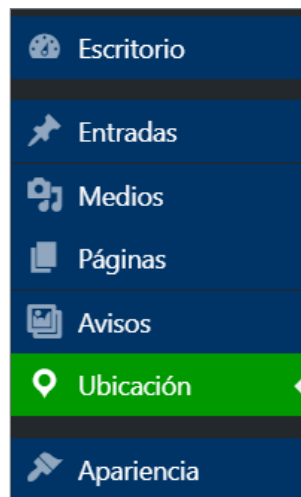 Escritorio
Entradas
Medios
Páginas
Avisos
Ubicación
Apariencia